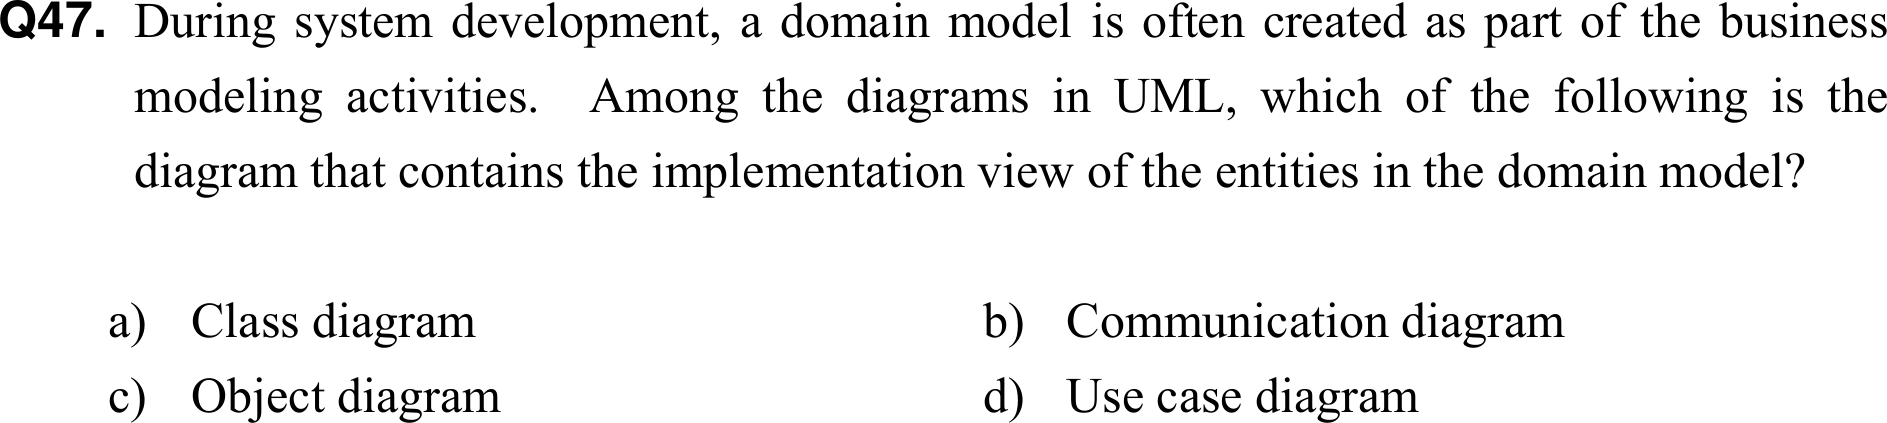 Q47. During system development, a domain model is often created as part of the business
modeling activities. Among the diagrams in UML, which of the following is the
diagram that contains the implementation view of the entities in the domain model?
a) Class diagram b) Communication diagram
c) Object diagram d) Use case diagram